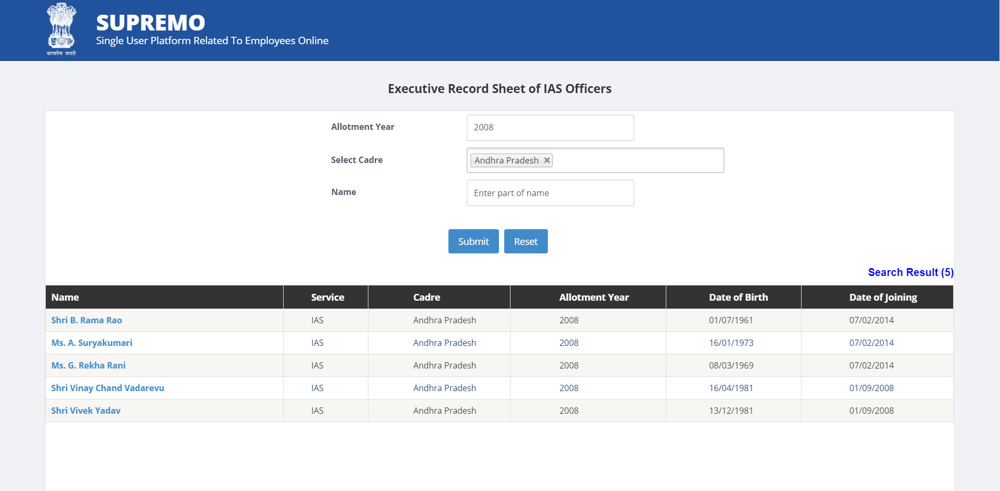 सत्यमेव जयते
SUPREMO
Single User Platform Related To Employees Online
Executive Record Sheet of IAS Officers
Allotment Year 2008
Select Cadre Andhra Pradesh
Name Enter part of name
Submit Reset
Search Result (5)
Name Service Cadre Allotment Year Date of Birth Date of Joining
Shri B. Rama Rao IAS Andhra Pradesh 2008 01/07/1961 07/02/2014
Ms. A. Suryakumari IAS Andhra Pradesh 2008 16/01/1973 07/02/2014
Ms. G. Rekha Rani IAS Andhra Pradesh 2008 08/03/1969 07/02/2014
Shri Vinay Chand Vadarevu IAS Andhra Pradesh 2008 16/04/1981 01/09/2008
Shri Vivek Yadav IAS Andhra Pradesh 2008 13/12/1981 01/09/2008